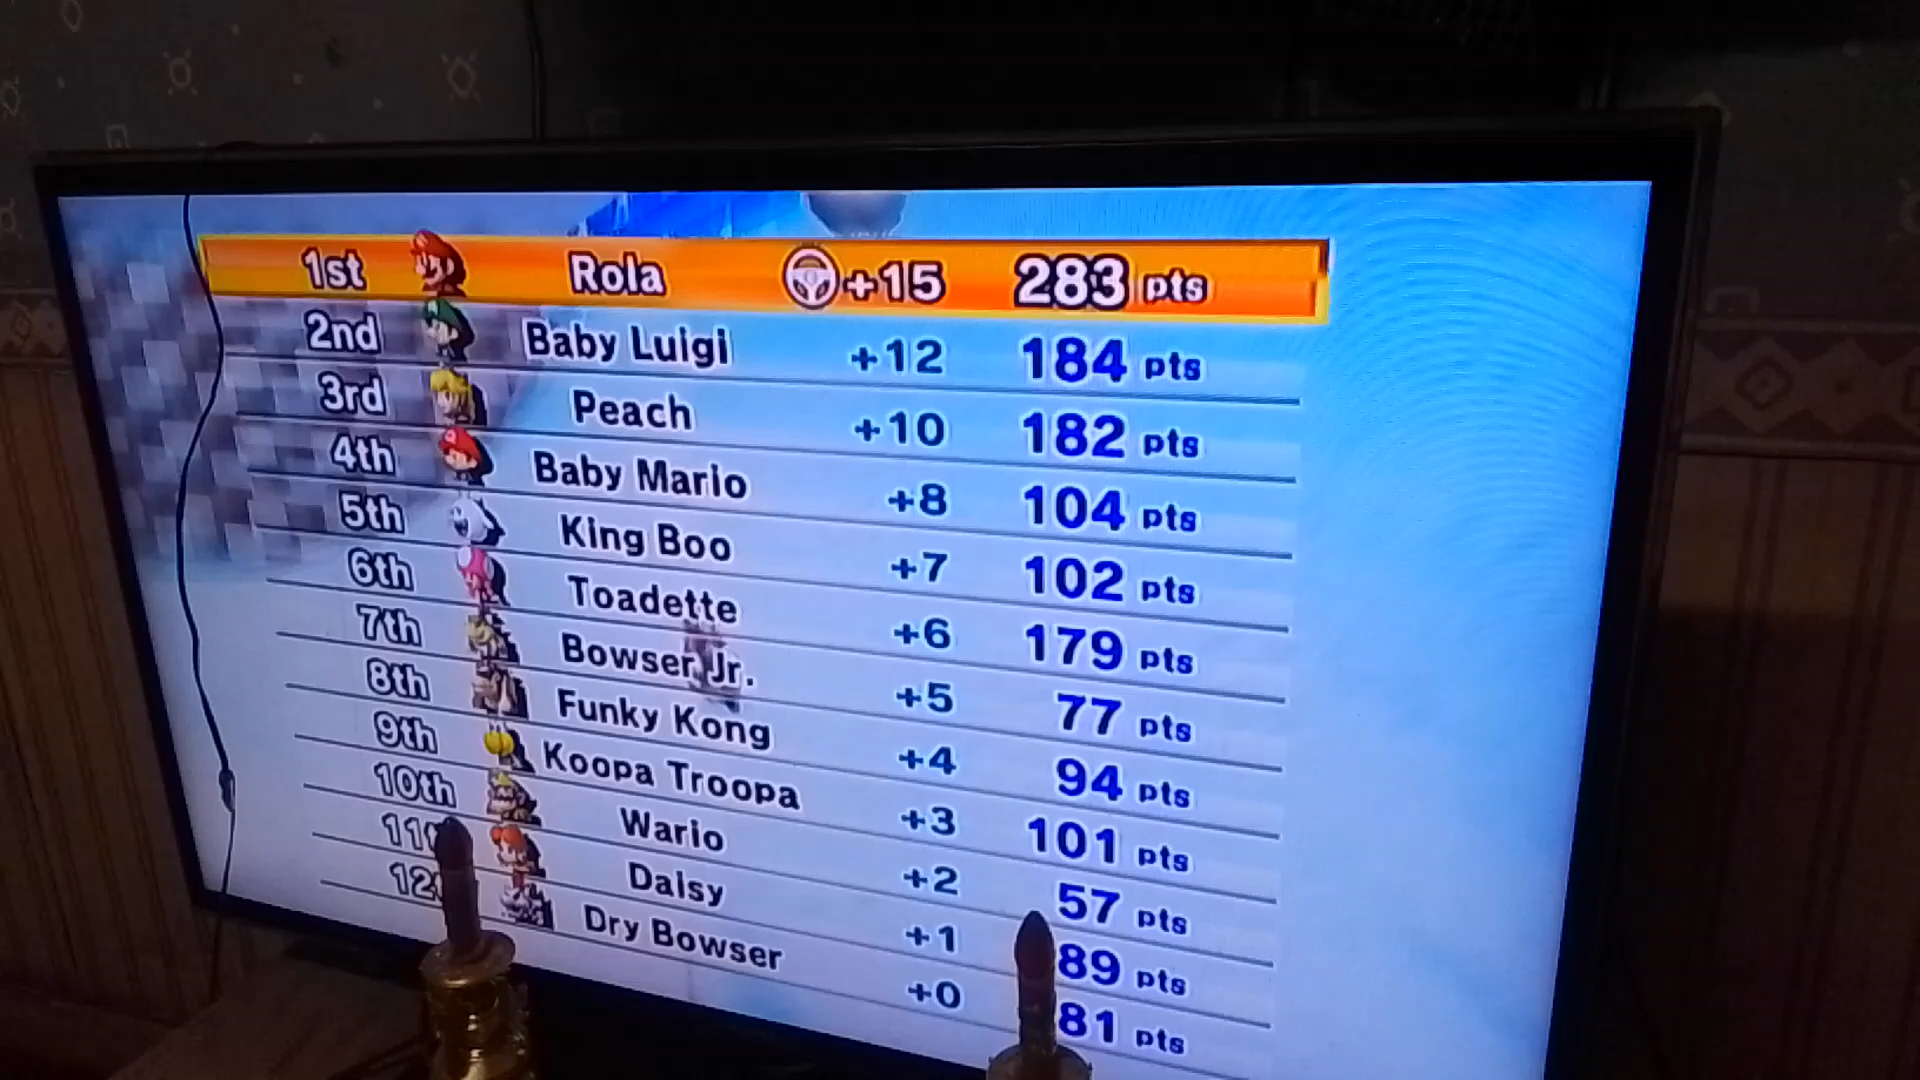 1st Rola +15 283 pts
2nd Baby Luigi +12 184 pts
3rd Peach +10 182 pts
4th Baby Mario +8 104 pts
5th King Boo +7 102 pts
6th Toadette +6 179 pts
7th Bowser Jr. +5 77 pts
8th Funky Kong +4 94 pts
9th Koopa Troopa +3 101 pts
10th Wario +2 57 pts
Daisy +1 89 pts
Dry Bowser +0 81 pts